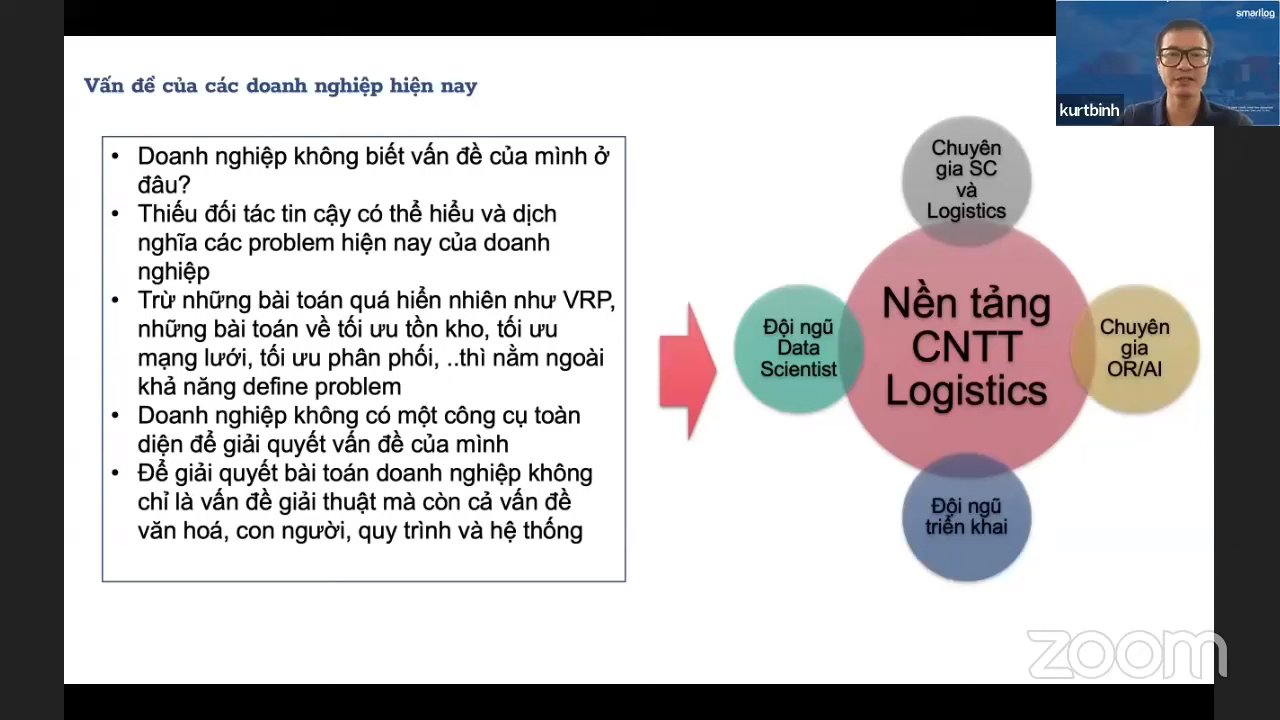 smartlog
kurtbinh
Vấn đề của các doanh nghiệp hiện nay
• Doanh nghiệp không biết vấn đề của mình ở
đâu?
• Thiếu đối tác tin cậy có thể hiểu và dịch
nghĩa các problem hiện nay của doanh
nghiệp
• Trừ những bài toán quá hiển nhiên như VRP,
những bài toán về tối ưu tồn kho, tối ưu
mạng lưới, tối ưu phân phối, ..thì nằm ngoài
khả năng define problem
• Doanh nghiệp không có một công cụ toàn
diện để giải quyết vấn đề của mình
• Để giải quyết bài toán doanh nghiệp không
chỉ là vấn đề giải thuật mà còn cả vấn đề
văn hoá, con người, quy trình và hệ thống
Chuyên
gia SC
và
Logistics
Đội ngũ
Data
Scientist
Nền tảng
CNTT
Logistics
Chuyên
gia
OR/AI
Đội ngũ
triển khai
zoom